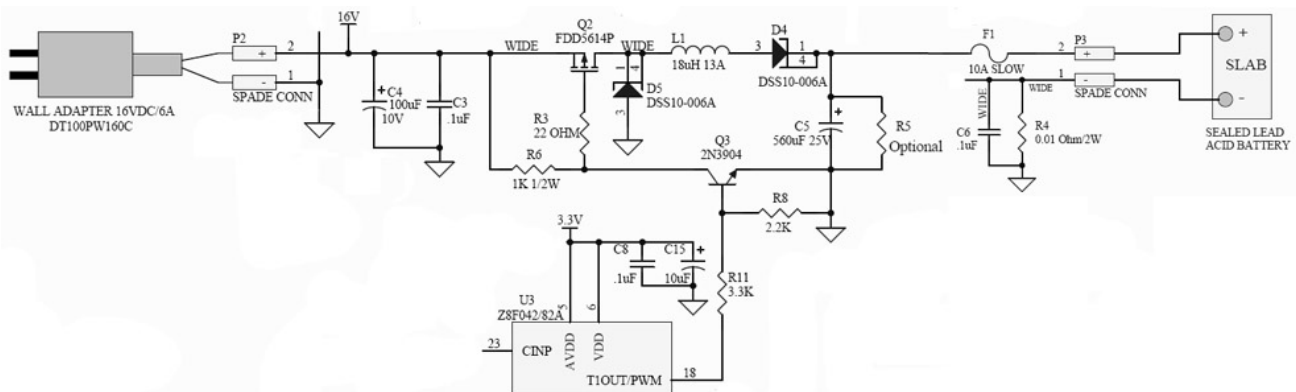 16V
P2
+
2
-
1
SPADE CONN
WALL ADAPTER 16VDC/6A
DT100PW160C
C4
100uF
10V
+
C3
.1uF
WIDE
Q2
FDD5614P
WIDE
1
4
D5
DSS10-006A
3
L1
18uH 13A
D4
3
1
4
DSS10-006A
R3
22 OHM
R6
1K 1/2W
Q3
2N3904
C5
560uF 25V
+
R5
Optional
R8
2.2K
F1
10A SLOW
P3
2
+
1
-
WIDE
SPADE CONN
WIDE
C6
.1uF
R4
0.01 Ohm/2W
+
SLAB
-
SEALED LEAD
ACID BATTERY
3.3V
C8
.1uF
C15
+
10uF
R11
3.3K
U3
Z8F042/82A
5
6
AVDD
VDD
23
CINP
T1OUT/PWM
18